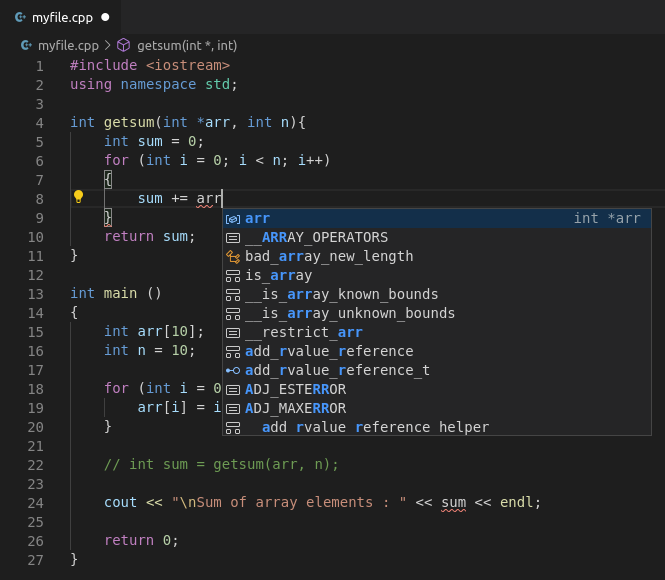 myfile.cpp
myfile.cpp > getsum(int *, int)
1 #include <iostream>
2 using namespace std;
3
4 int getsum(int *arr, int n){
5     int sum = 0;
6     for (int i = 0; i < n; i++)
7     {
8         sum += arr
9     }
10     return sum;
11 }
12
13 int main ()
14 {
15     int arr[10];
16     int n = 10;
17
18     for (int i = 0
19         arr[i] = i
20     }
21
22     // int sum = getsum(arr, n);
23
24     cout << "\nSum of array elements : " << sum << endl;
25
26     return 0;
27 }
arr int *arr
__ARRAY_OPERATORS
bad_array_new_length
is_array
__is_array_known_bounds
__is_array_unknown_bounds
__restrict_arr
add_rvalue_reference
add_rvalue_reference_t
ADJ_ESTERROR
ADJ_MAXERROR
__add_rvalue_reference_helper